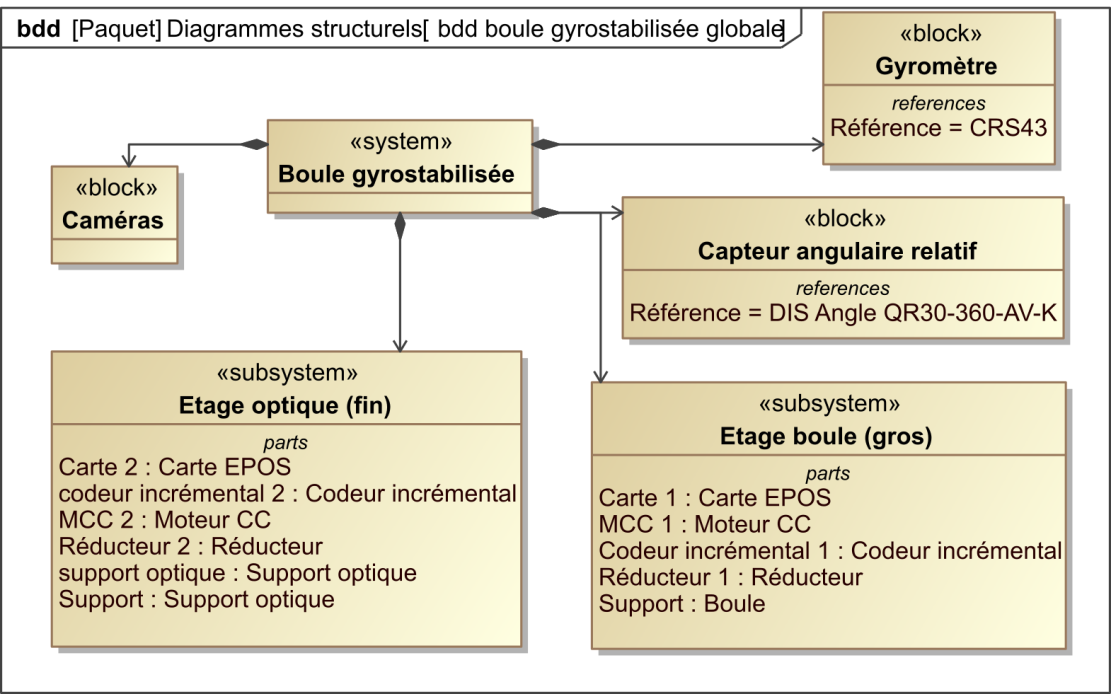 bdd [Paquet] Diagrammes structurels[ bdd boule gyrostabilisée globale]
«block»
Gyromètre
references
Référence = CRS43
«system»
Boule gyrostabilisée
«block»
Caméras
«block»
Capteur angulaire relatif
references
Référence = DIS Angle QR30-360-AV-K
«subsystem»
Etage optique (fin)
parts
Carte 2 : Carte EPOS
codeur incrémental 2 : Codeur incrémental
MCC 2 : Moteur CC
Réducteur 2 : Réducteur
support optique : Support optique
Support : Support optique
«subsystem»
Etage boule (gros)
parts
Carte 1 : Carte EPOS
MCC 1 : Moteur CC
Codeur incrémental 1 : Codeur incrémental
Réducteur 1 : Réducteur
Support : Boule